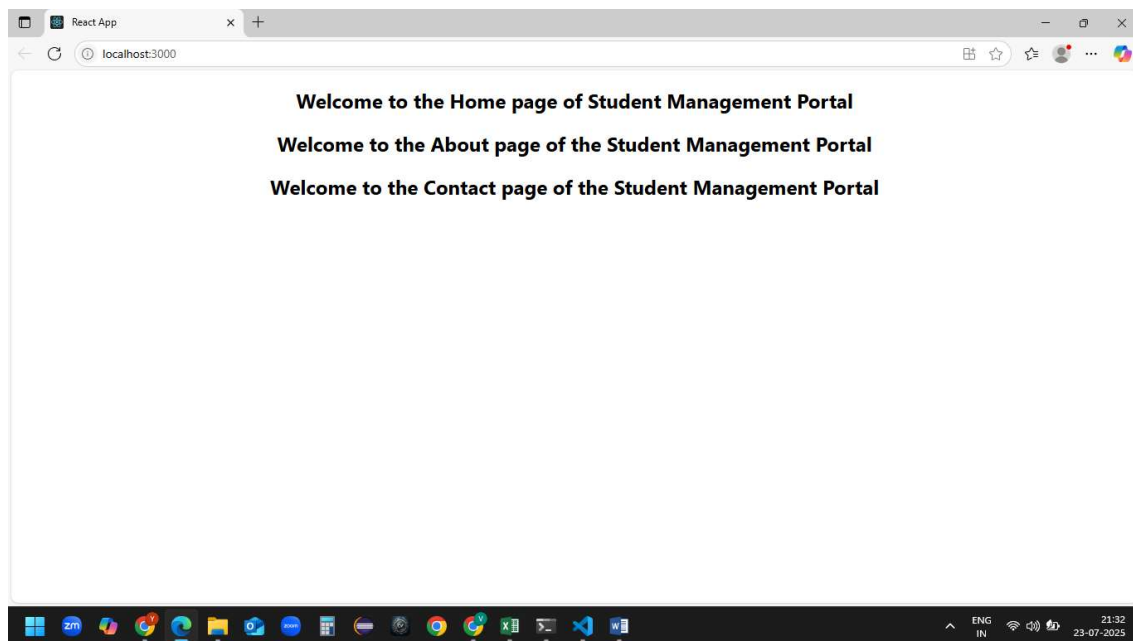 React App
localhost:3000
Welcome to the Home page of Student Management Portal
Welcome to the About page of the Student Management Portal
Welcome to the Contact page of the Student Management Portal
zm
zoom
ENG
IN
21:32
23-07-2025